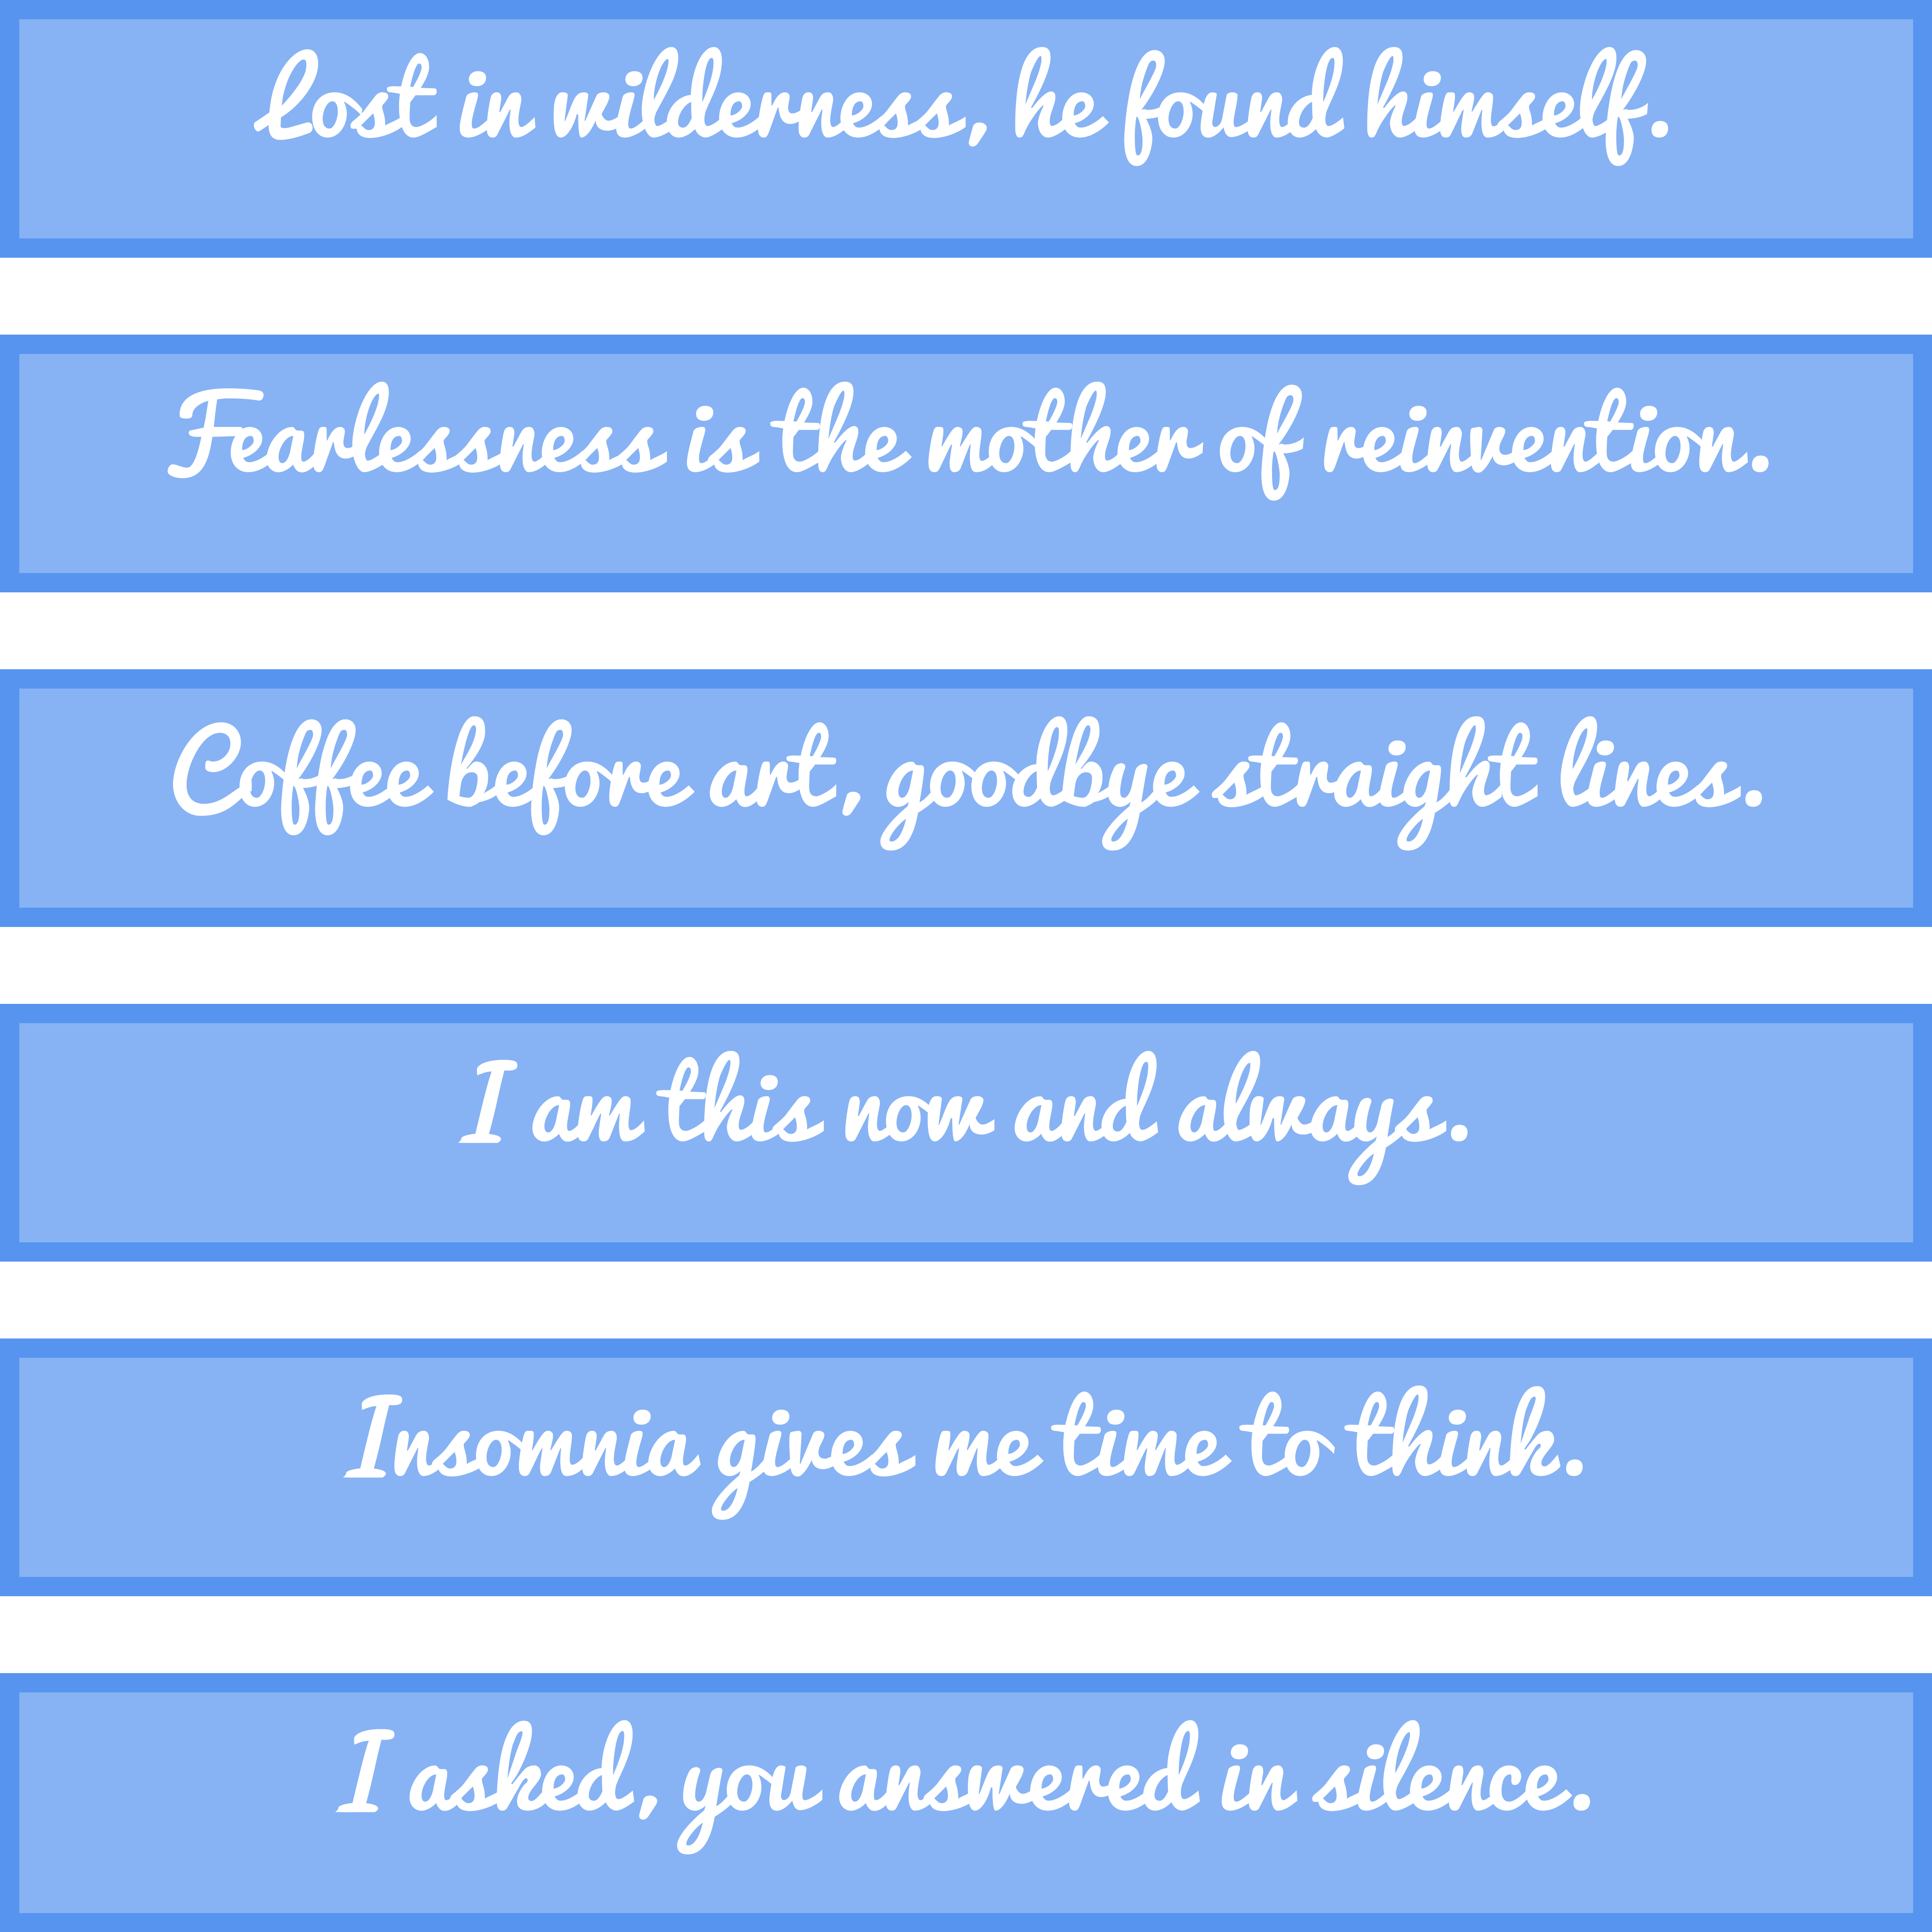 Lost in wilderness, he found himself.
Fearlessness is the mother of reinvention.
Coffee before art, goodbye straight lines.
I am this now and always.
Insomnia gives me time to think.
I asked, you answered in silence.